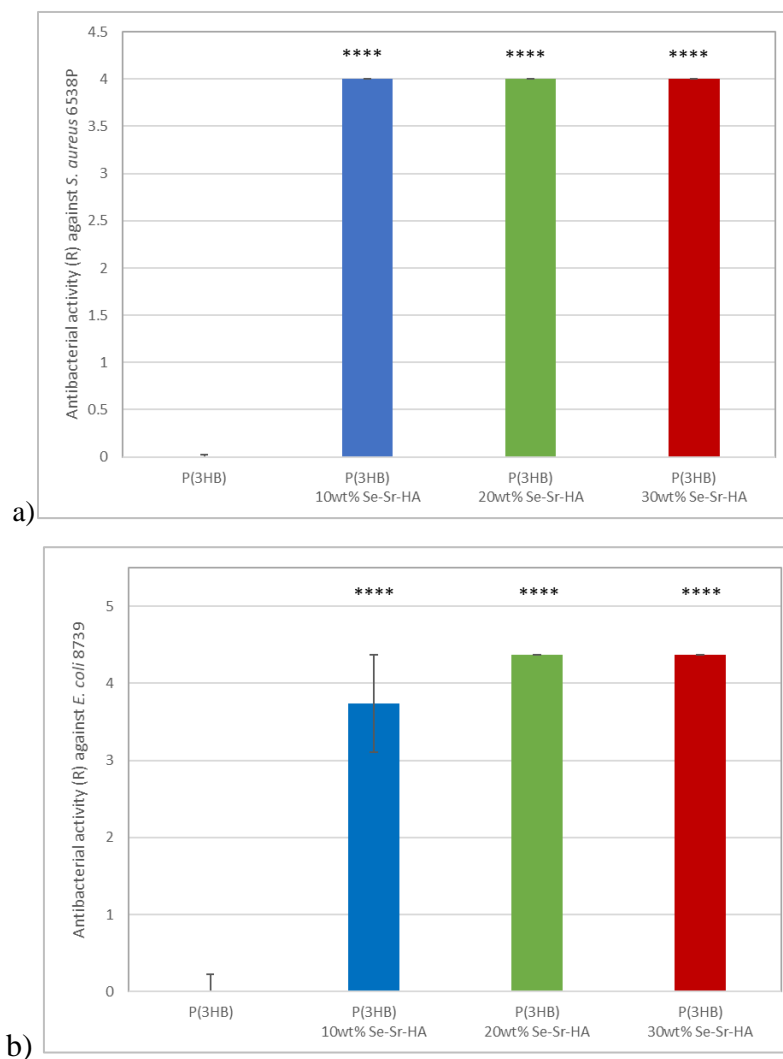 Antibacterial activity (R) against S. aureus 6538P
4.5
4
3.5
3
2.5
2
1.5
1
0.5
0
**** **** ****
P(3HB) P(3HB) P(3HB) P(3HB)
10wt% Se-Sr-HA 20wt% Se-Sr-HA 30wt% Se-Sr-HA
a)
Antibacterial activity (R) against E. coli 8739
5
4
3
2
1
0
**** **** ****
P(3HB) P(3HB) P(3HB) P(3HB)
10wt% Se-Sr-HA 20wt% Se-Sr-HA 30wt% Se-Sr-HA
b)